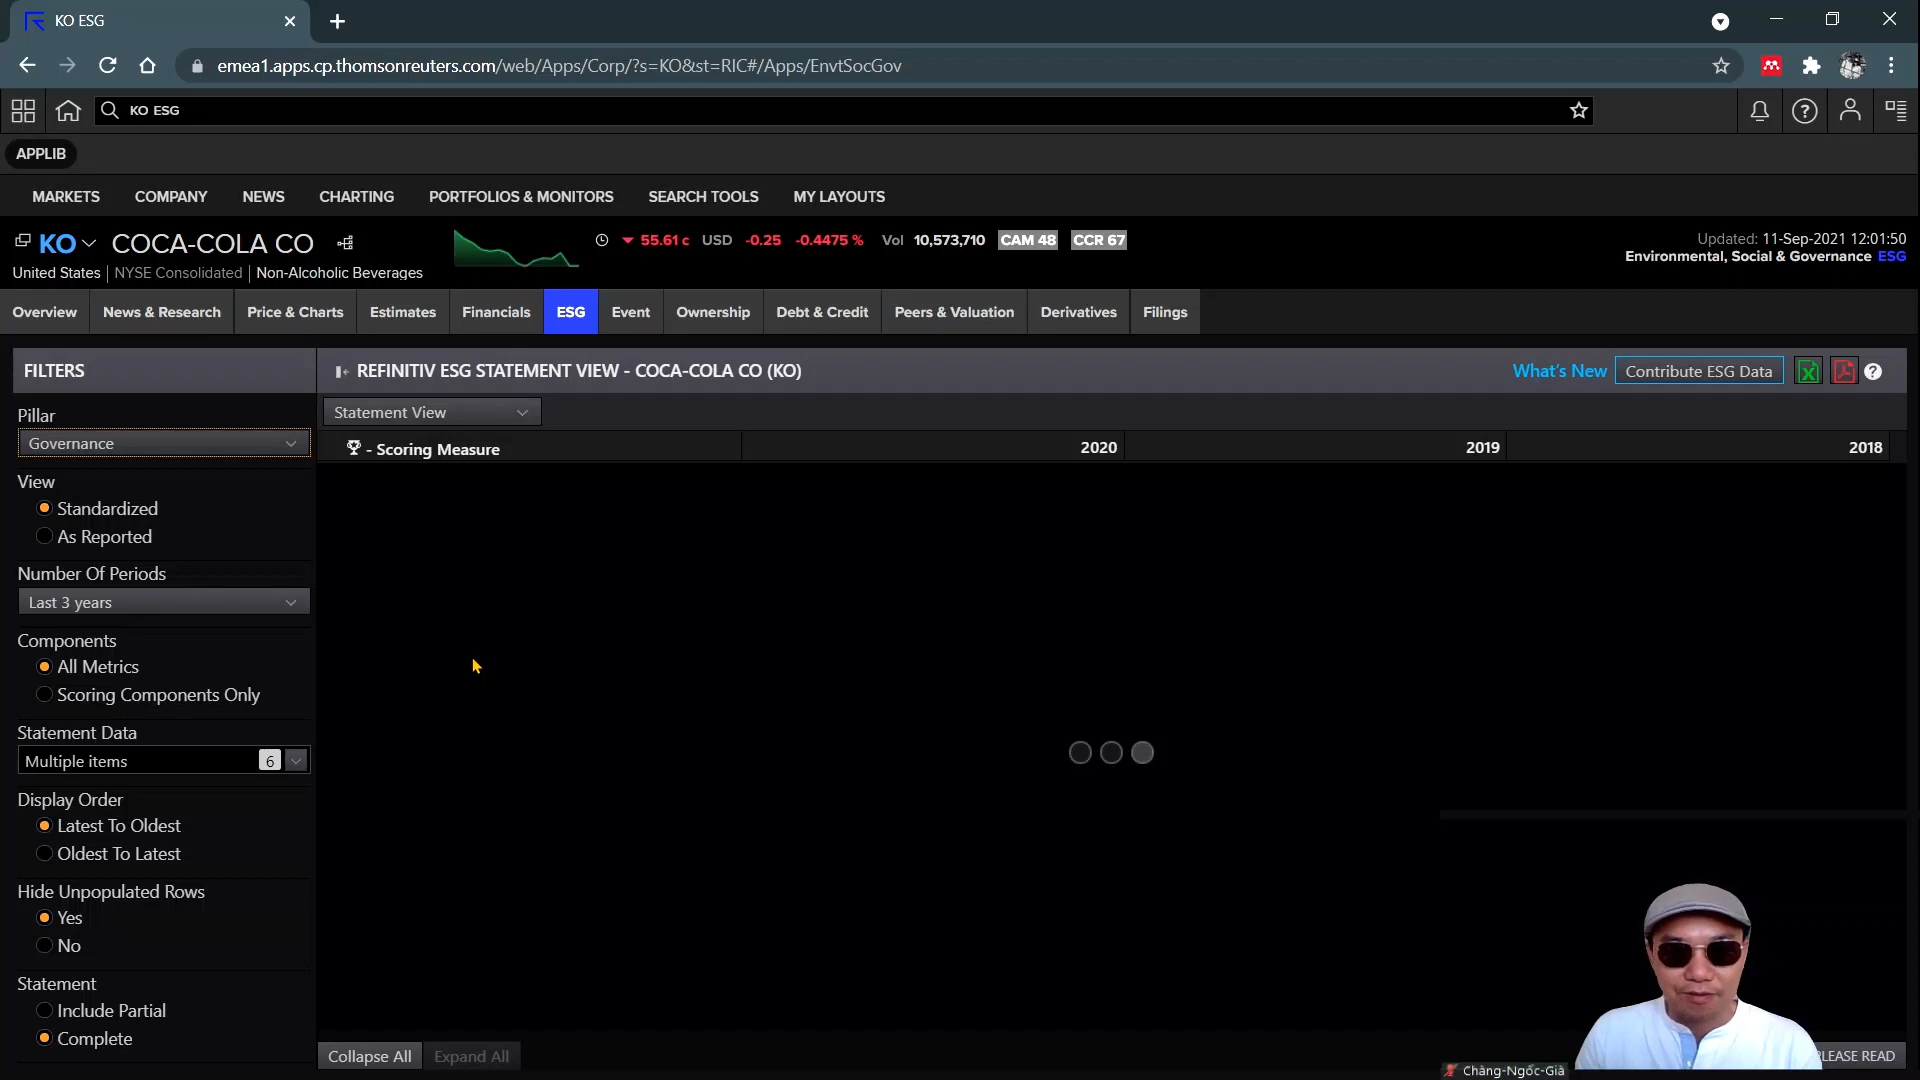 KO ESG
emea1.apps.cp.thomsonreuters.com/web/Apps/Corp/?s=KO&st=RIC#/Apps/EnvtSocGov
KO ESG
APPLIB
MARKETS COMPANY NEWS CHARTING PORTFOLIOS & MONITORS SEARCH TOOLS MY LAYOUTS
KO COCA-COLA CO 55.61 c USD -0.25 -0.4475 % Vol 10,573,710 CAM 48 CCR 67 Updated: 11-Sep-2021 12:01:50
United States NYSE Consolidated Non-Alcoholic Beverages Environmental, Social & Governance ESG
Overview News & Research Price & Charts Estimates Financials ESG Event Ownership Debt & Credit Peers & Valuation Derivatives Filings
FILTERS
REFINITIV ESG STATEMENT VIEW - COCA-COLA CO (KO) What's New Contribute ESG Data ?
Statement View
- Scoring Measure 2020 2019 2018
Pillar
Governance
View
Standardized
As Reported
Number Of Periods
Last 3 years
Components
All Metrics
Scoring Components Only
Statement Data
Multiple items 6
Display Order
Latest To Oldest
Oldest To Latest
Hide Unpopulated Rows
Yes
No
Statement
Include Partial
Complete
Collapse All Expand All
LEASE READ
Chàng-Ngốc-Già